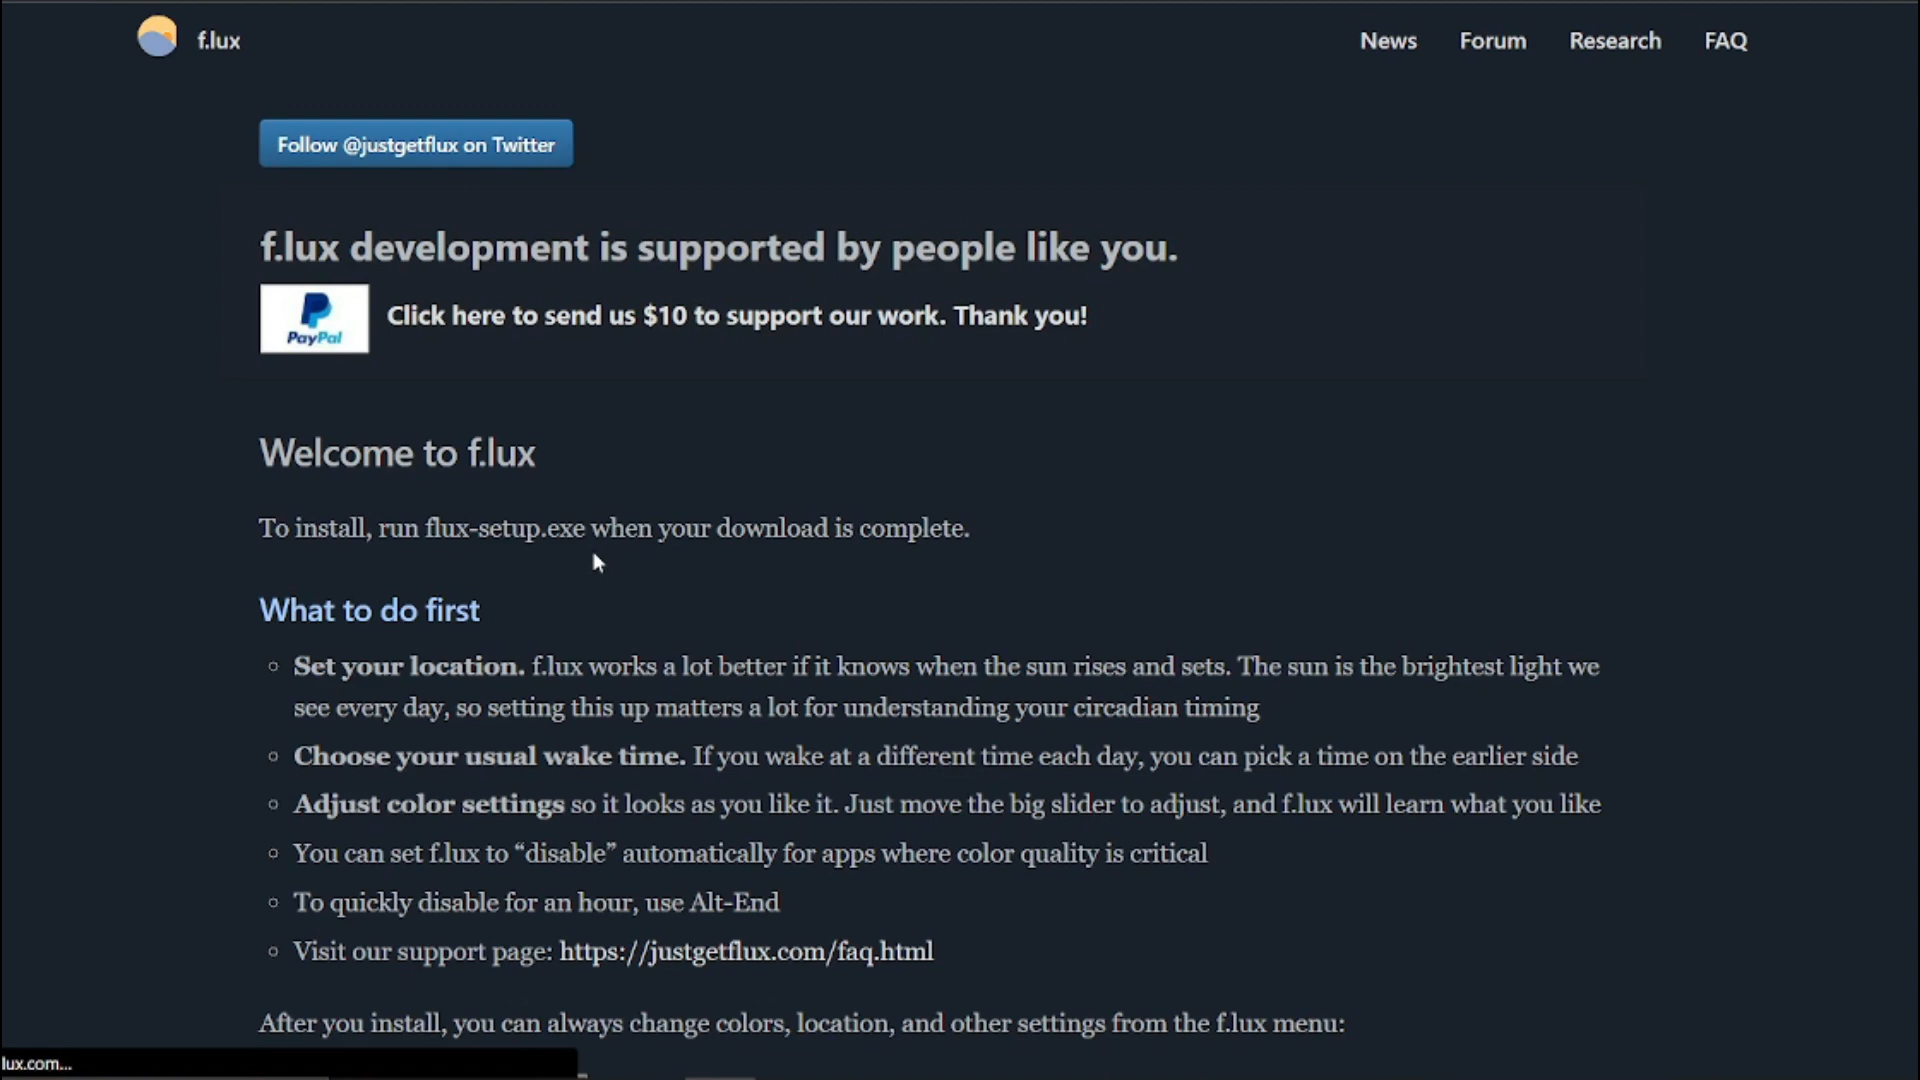 f.lux
News Forum Research FAQ
Follow @justgetflux on Twitter
f.lux development is supported by people like you.
PayPal
Click here to send us $10 to support our work. Thank you!
Welcome to f.lux
To install, run flux-setup.exe when your download is complete.
What to do first
Set your location. f.lux works a lot better if it knows when the sun rises and sets. The sun is the brightest light we
see every day, so setting this up matters a lot for understanding your circadian timing
Choose your usual wake time. If you wake at a different time each day, you can pick a time on the earlier side
Adjust color settings so it looks as you like it. Just move the big slider to adjust, and f.lux will learn what you like
You can set f.lux to “disable” automatically for apps where color quality is critical
To quickly disable for an hour, use Alt-End
Visit our support page: https://justgetflux.com/faq.html
After you install, you can always change colors, location, and other settings from the f.lux menu:
lux.com...